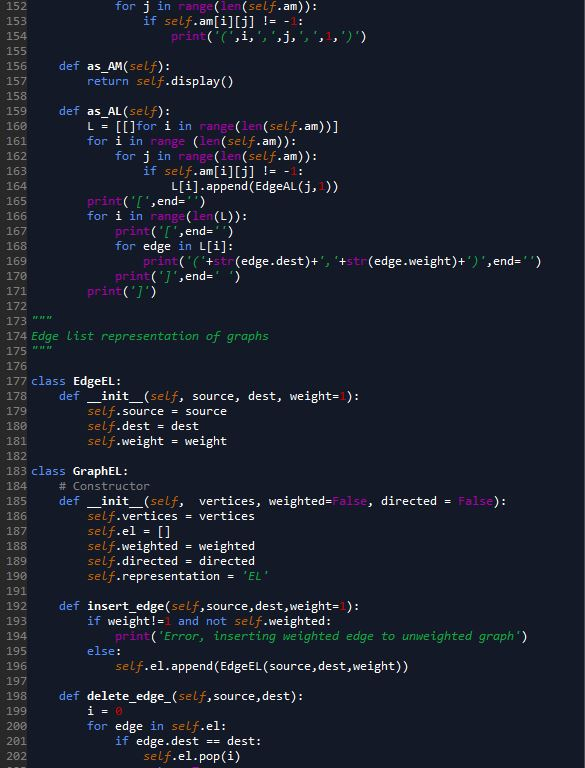 152             for j in range(len(self.am)):
153                 if self.am[i][j] != -1:
154                     print('(',i,',',j,',',1,')')
155
156     def as_AM(self):
157         return self.display()
158
159     def as_AL(self):
160         L = [[]for i in range(len(self.am))]
161         for i in range (len(self.am)):
162             for j in range(len(self.am)):
163                 if self.am[i][j] != -1:
164                     L[i].append(EdgeAL(j,1))
165         print('[',end='')
166         for i in range(len(L)):
167             print('[',end='')
168             for edge in L[i]:
169                 print('('+str(edge.dest)+','+str(edge.weight)+')',end='')
170             print(']',end=' ')
171         print(']')
172
173 """
174 Edge list representation of graphs
175 """
176
177 class EdgeEL:
178     def __init__(self, source, dest, weight=1):
179         self.source = source
180         self.dest = dest
181         self.weight = weight
182
183 class GraphEL:
184     # Constructor
185     def __init__(self,  vertices, weighted=False, directed = False):
186         self.vertices = vertices
187         self.el = []
188         self.weighted = weighted
189         self.directed = directed
190         self.representation = 'EL'
191
192     def insert_edge(self,source,dest,weight=1):
193         if weight!=1 and not self.weighted:
194             print('Error, inserting weighted edge to unweighted graph')
195         else:
196             self.el.append(EdgeEL(source,dest,weight))
197
198     def delete_edge_(self,source,dest):
199         i = 0
200         for edge in self.el:
201             if edge.dest == dest:
202                 self.el.pop(i)